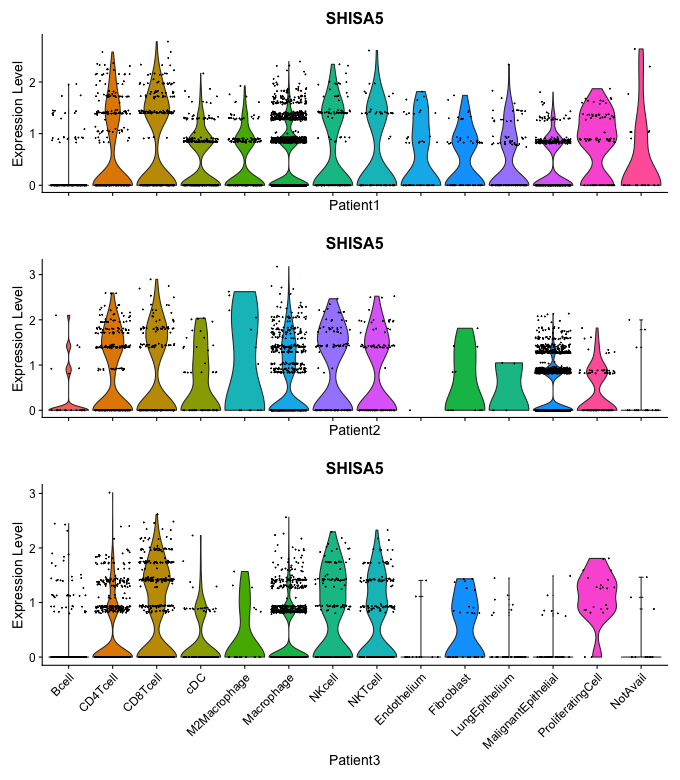 SHISA5
Expression Level
2
1
0
Patient1
SHISA5
Expression Level
3
2
1
0
Patient2
SHISA5
Expression Level
3
2
1
0
Bcell
CD4Tcell
CD8Tcell
cDC
M2Macrophage
Macrophage
NKcell
NKTcell
Endothelium
Fibroblast
LungEpithelium
MalignantEpithelial
ProliferatingCell
NotAvail
Patient3